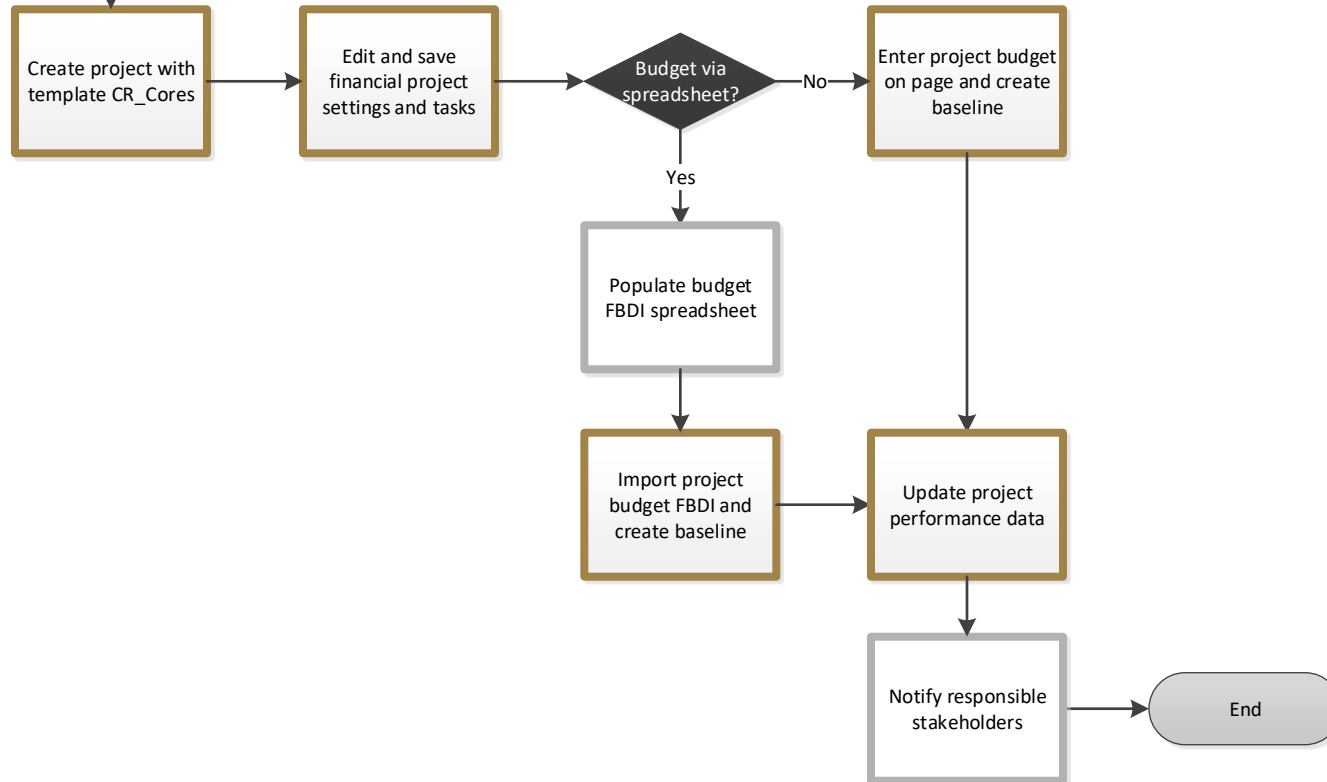 Create project with
template CR_Cores
Edit and save
financial project
settings and tasks
Budget via
spreadsheet?
No
Enter project budget
on page and create
baseline
Yes
Populate budget
FBDI spreadsheet
Import project
budget FBDI and
create baseline
Update project
performance data
Notify responsible
stakeholders
End